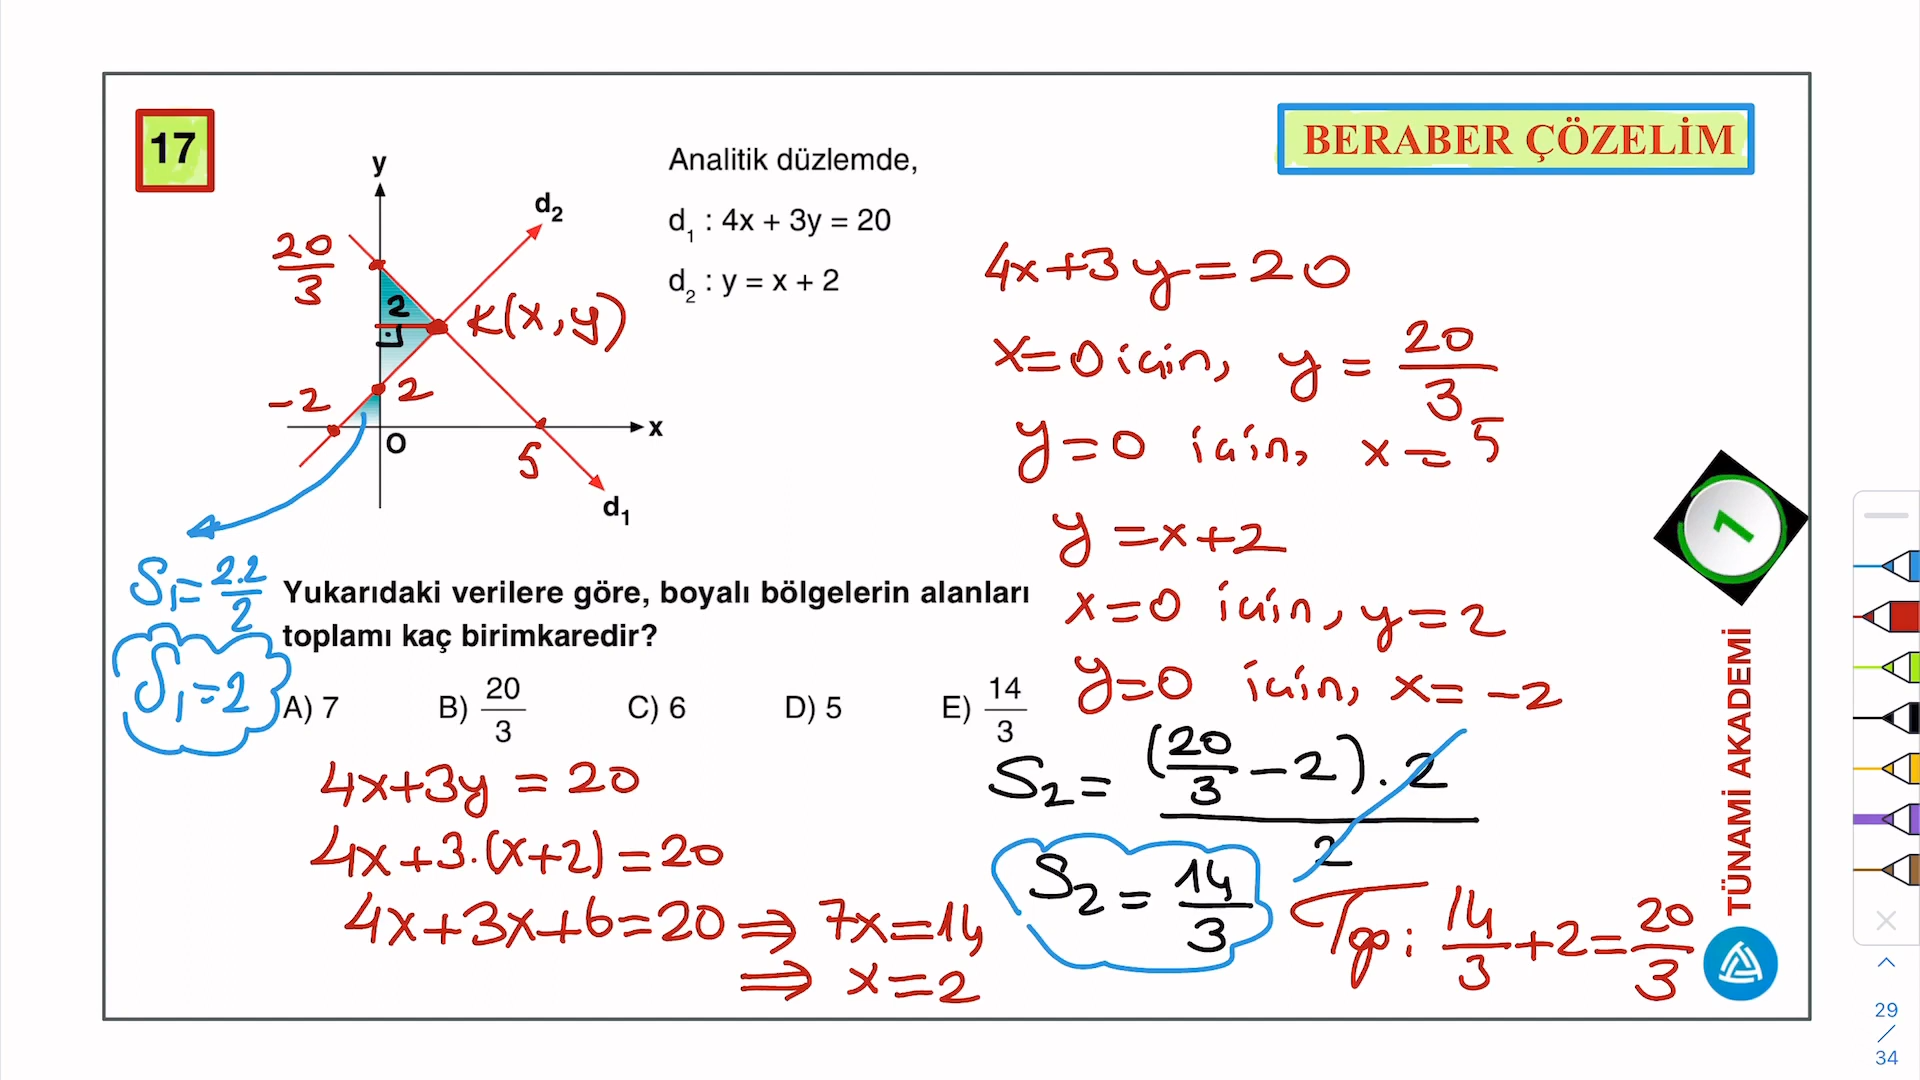 17
BERABER ÇÖZELİM
Analitik düzlemde,
d₁ : 4x + 3y = 20
d₂ : y = x + 2
y
d₂
20/3
2
K(x,y)
-2
2
O
x
5
d₁
4x+3y=20
x=0 için, y = 20/3
y=0 için, x = 5
y = x+2
x=0 için, y=2
y=0 için, x = -2
S₁ = 2.2/2
S₁ = 2
Yukarıdaki verilere göre, boyalı bölgelerin alanları
toplamı kaç birimkaredir?
A) 7 B) 20/3 C) 6 D) 5 E) 14/3
4x+3y = 20
4x+3.(x+2) = 20
4x+3x+6=20 ⇒ 7x=14
⇒ x=2
S₂ = (20/3 - 2).2/2
S₂ = 14/3
14/3 + 2 = 20/3
1
TÜNAMİ AKADEMİ
29
/
34